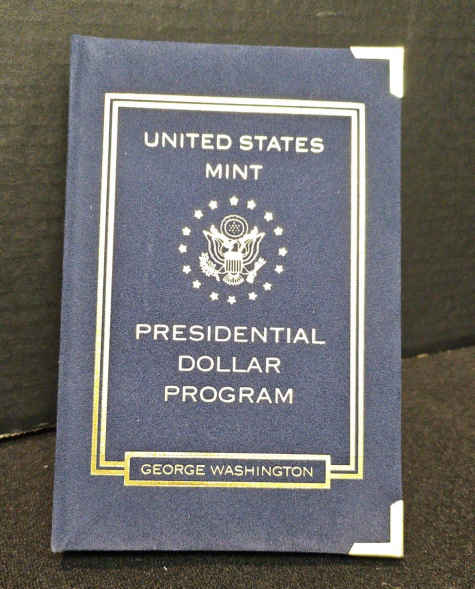 UNITED STATES
MINT
PRESIDENTIAL
DOLLAR
PROGRAM
GEORGE WASHINGTON